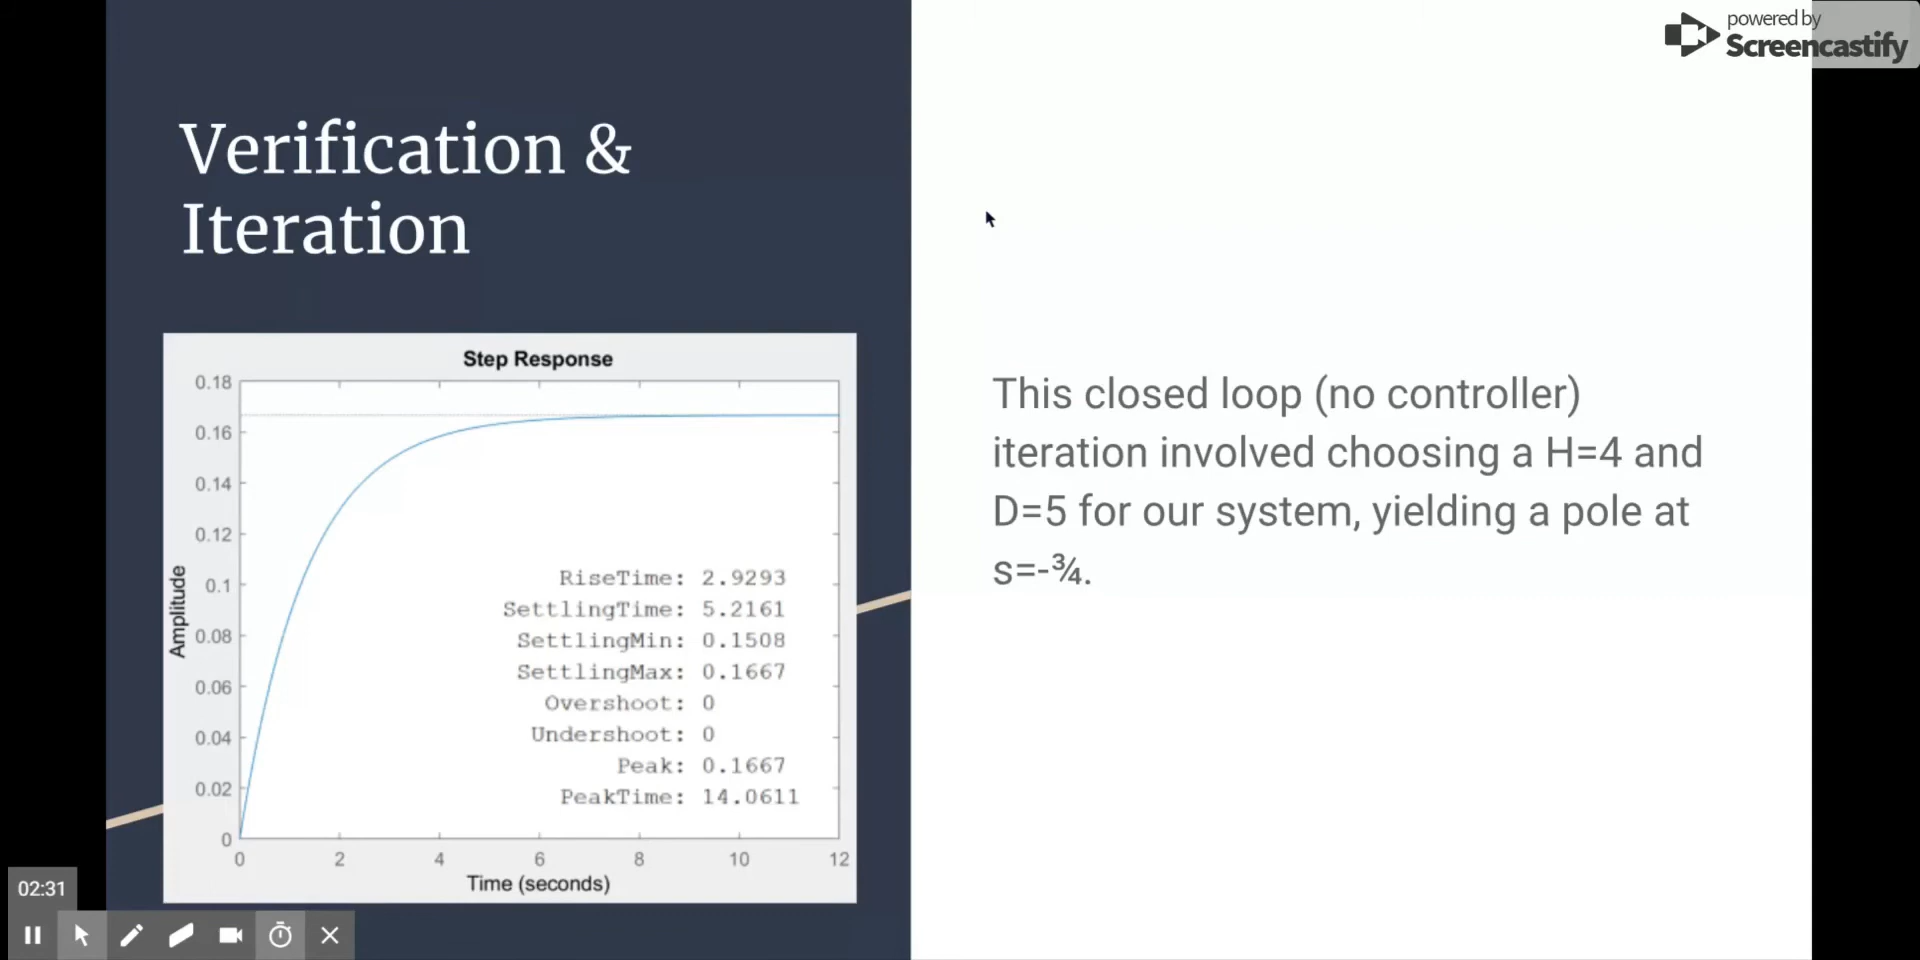 powered by
Screencastify
Verification &
Iteration
Step Response
0.18
0.16
0.14
0.12
0.1
0.08
0.06
0.04
0.02
0
Amplitude
RiseTime: 2.9293
SettlingTime: 5.2161
SettlingMin: 0.1508
SettlingMax: 0.1667
Overshoot: 0
Undershoot: 0
Peak: 0.1667
PeakTime: 14.0611
0 2 4 6 8 10 12
Time (seconds)
This closed loop (no controller)
iteration involved choosing a H=4 and
D=5 for our system, yielding a pole at
s=-¾.
02:31